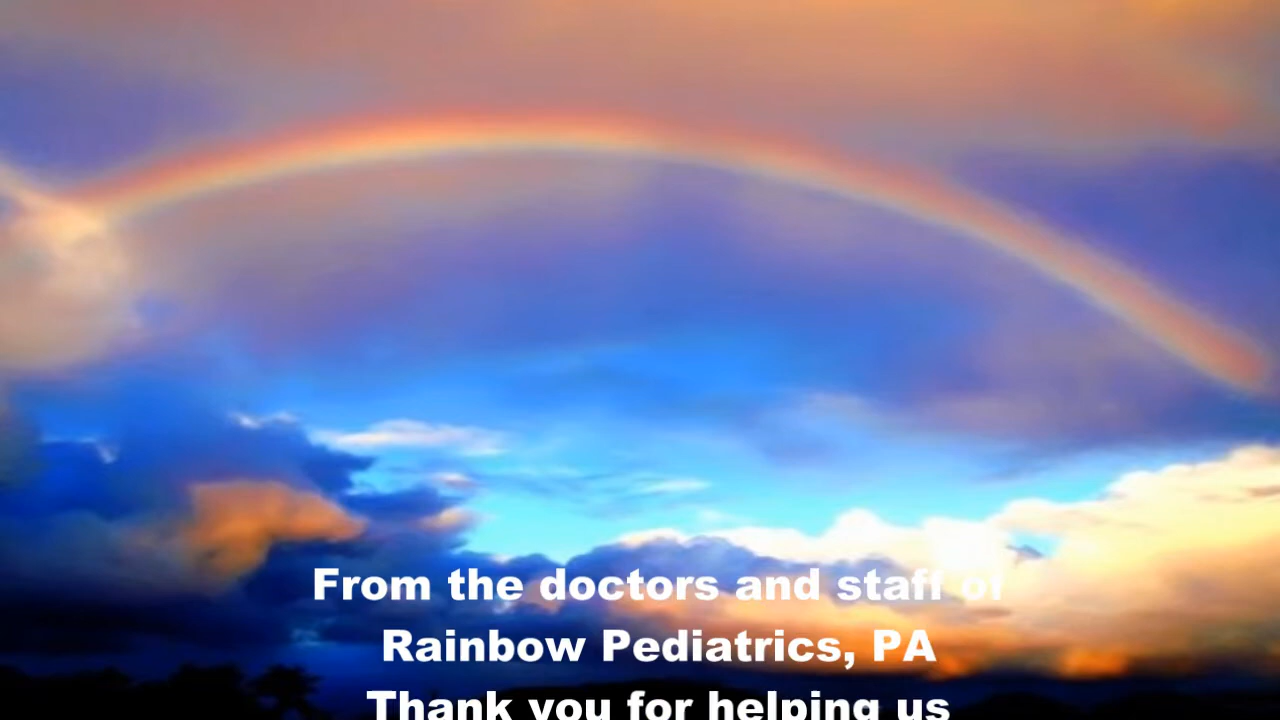 From the doctors and staff of
Rainbow Pediatrics, PA
Thank you for helping us